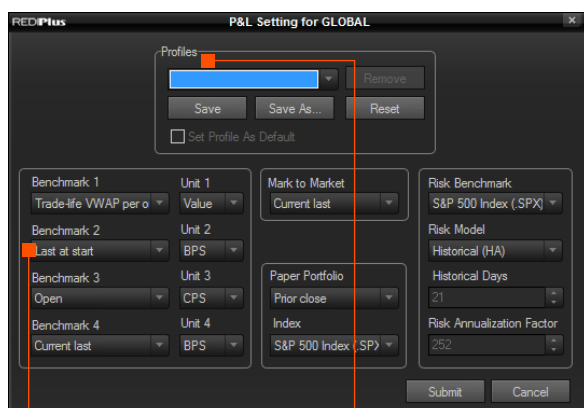 REDIPlus P&L Setting for GLOBAL
Profiles
Remove
Save Save As... Reset
Set Profile As Default
Benchmark 1 Unit 1 Mark to Market Risk Benchmark
Trade-life VWAP per o Value Current last S&P 500 Index (.SPX)
Benchmark 2 Unit 2 Risk Model
Last at start BPS Historical (HA)
Benchmark 3 Unit 3 Paper Portfolio Historical Days
Open CPS Prior close 21
Benchmark 4 Unit 4 Index Risk Annualization Factor
Current last BPS S&P 500 Index (.SPX 252
Submit Cancel